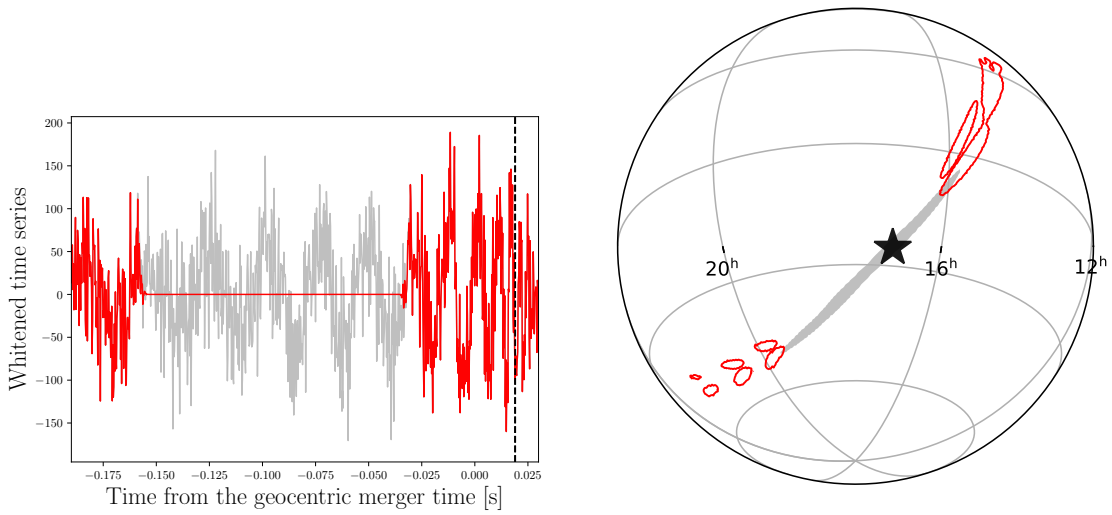 Whitened time series
200
150
100
50
0
−50
−100
−150
−0.175 −0.150 −0.125 −0.100 −0.075 −0.050 −0.025 0.000 0.025
Time from the geocentric merger time [s]
20h 16h 12h